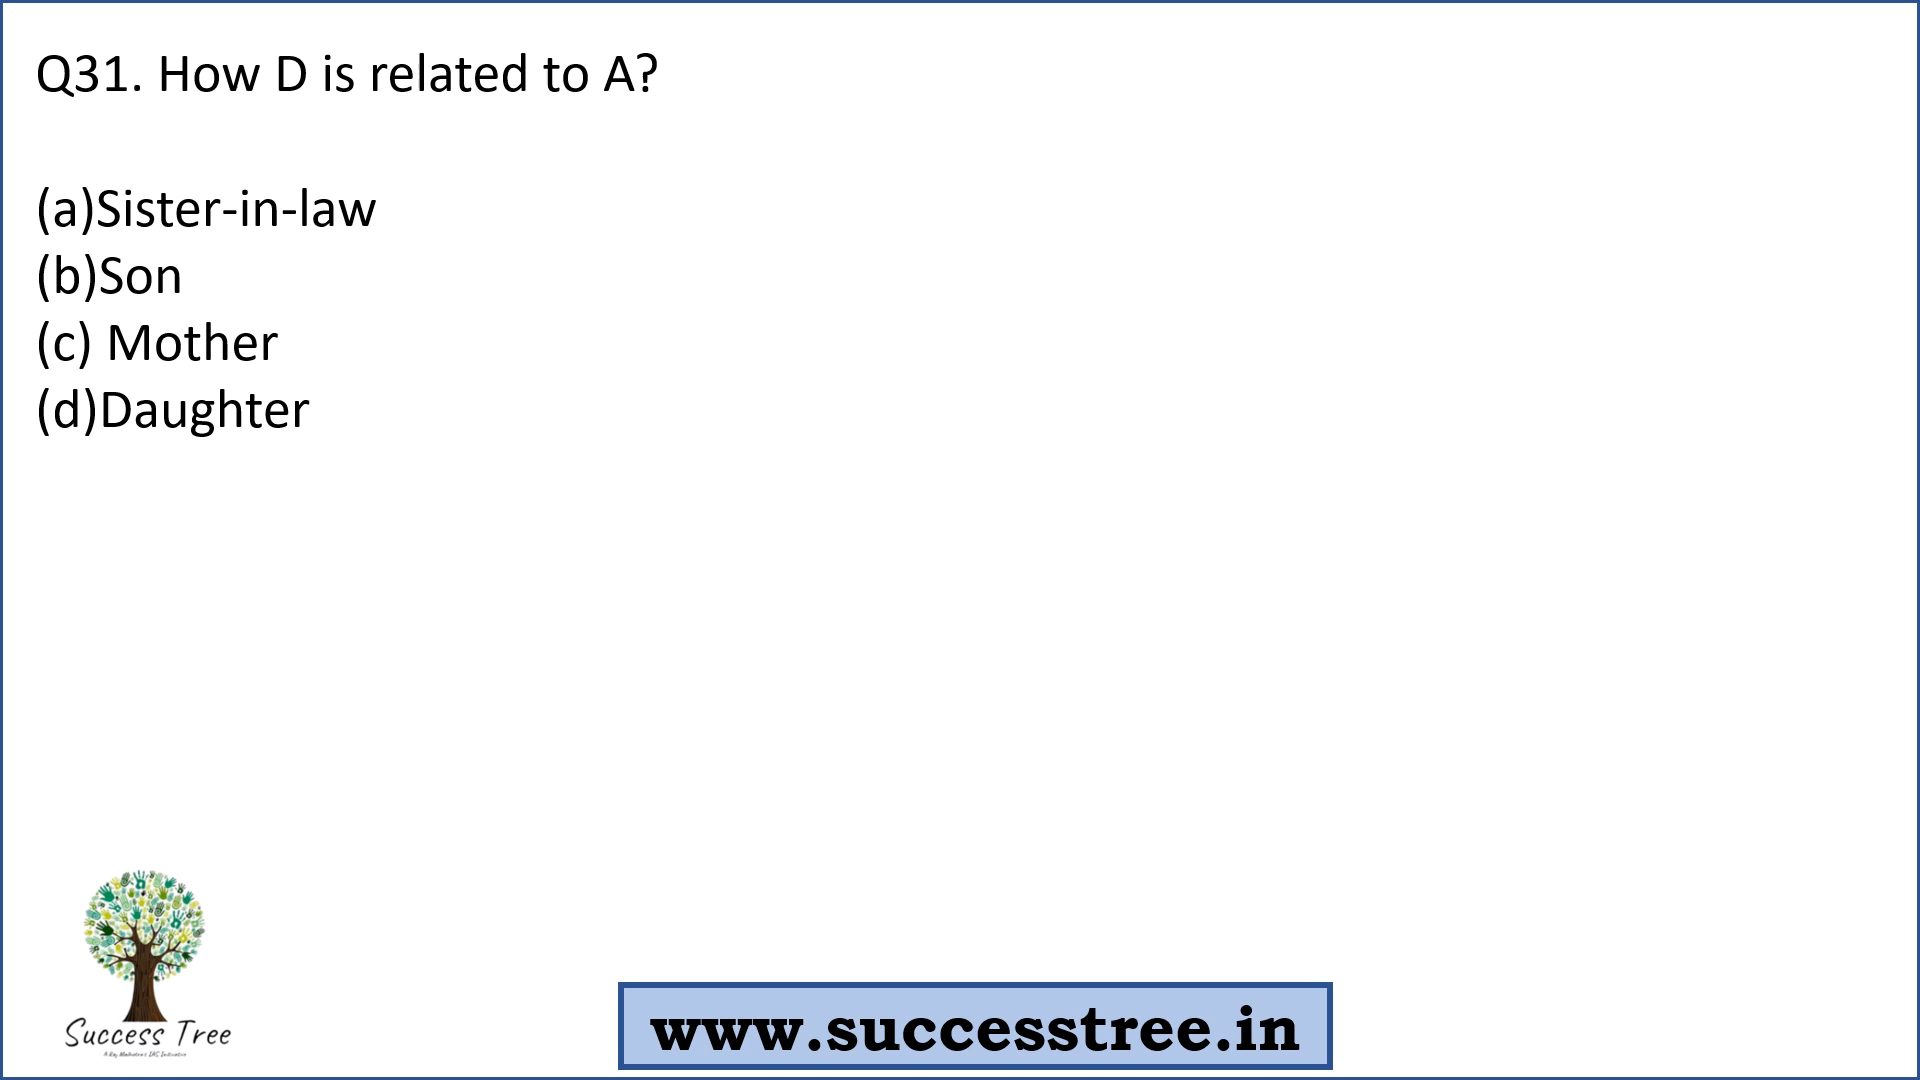 Q31. How D is related to A?
(a)Sister-in-law
(b)Son
(c) Mother
(d)Daughter
Success Tree
www.successtree.in